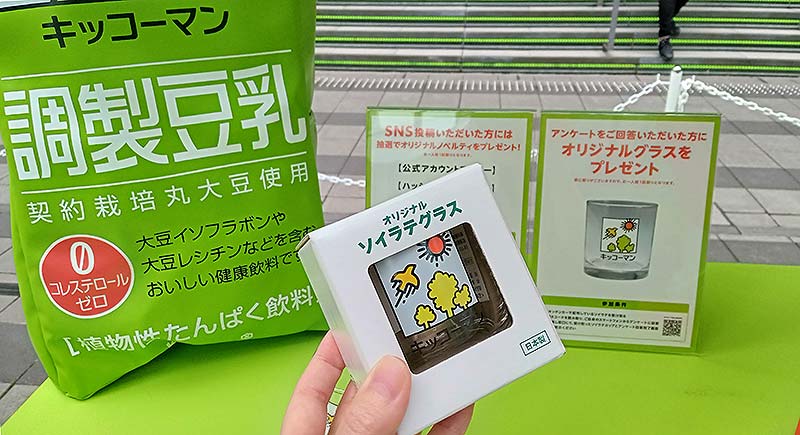 キッコーマン
調製豆乳
契約栽培丸大豆使用
0
コレステロール
ゼロ
大豆イソフラボンや
大豆レシチンなどを含む
おいしい健康飲料です
[植物性たんぱく飲料
オリジナル
ソイラテグラス
キッコーマン
日本製
SNS投稿いただいた方には
抽選でオリジナルノベルティをプレゼント!
【公式アカウント
アンケートをご回答いただいた方に
オリジナルグラスを
プレゼント
キッコーマン
参加条件